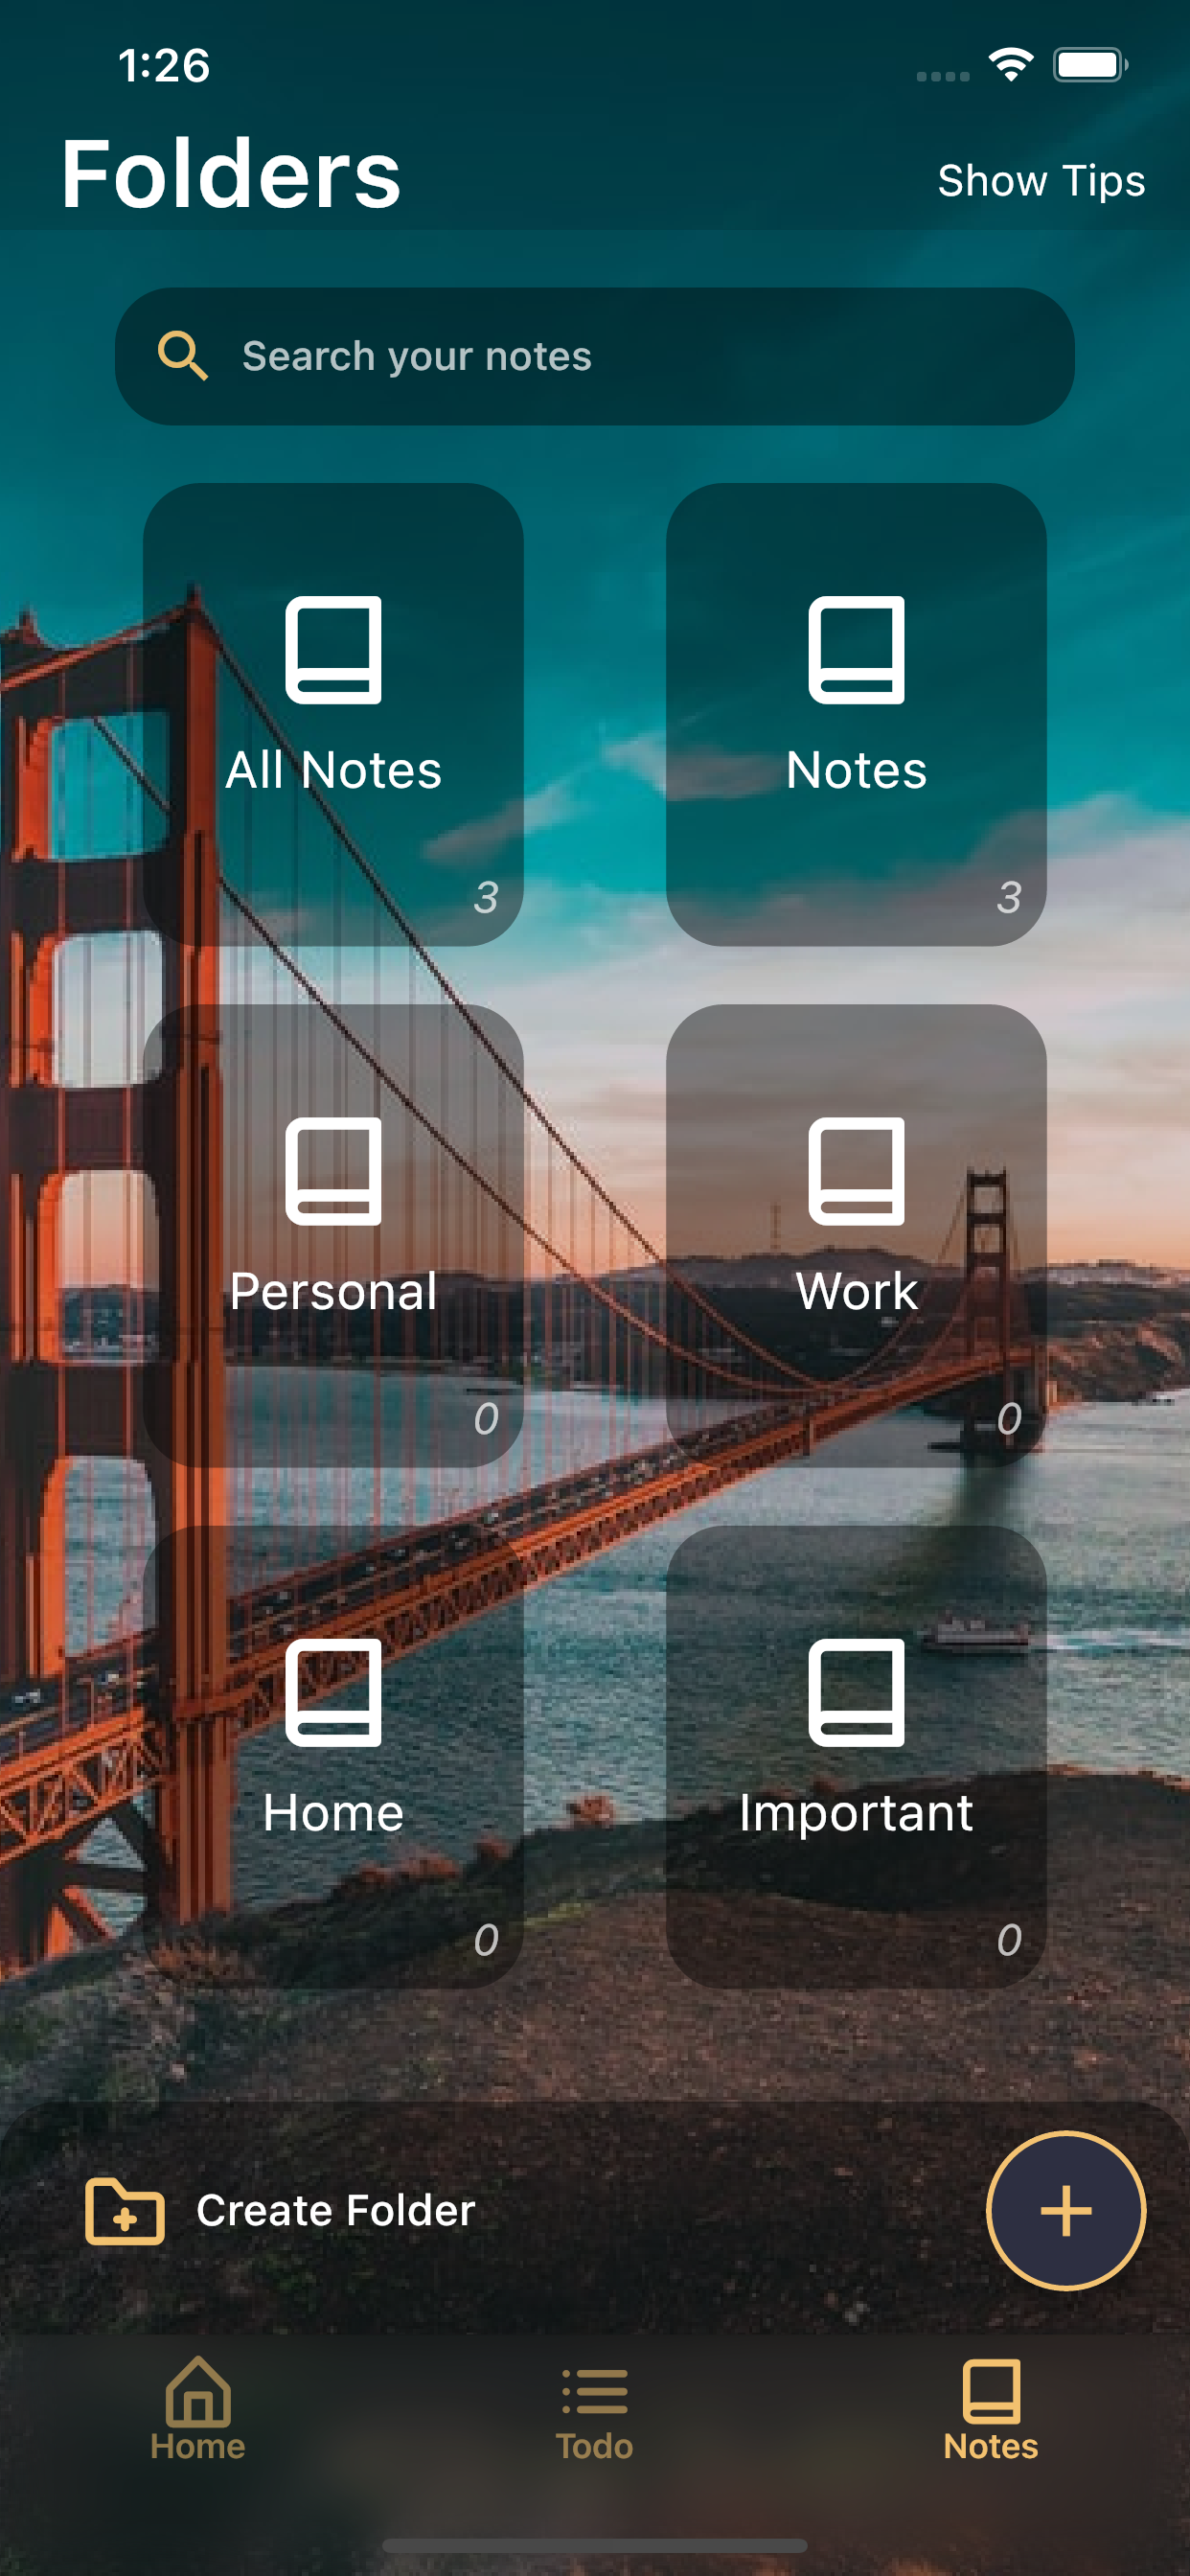 1:26
Folders
Show Tips
Search your notes
All Notes
3
Notes
3
Personal
0
Work
0
Home
0
Important
0
Create Folder
Home
Todo
Notes